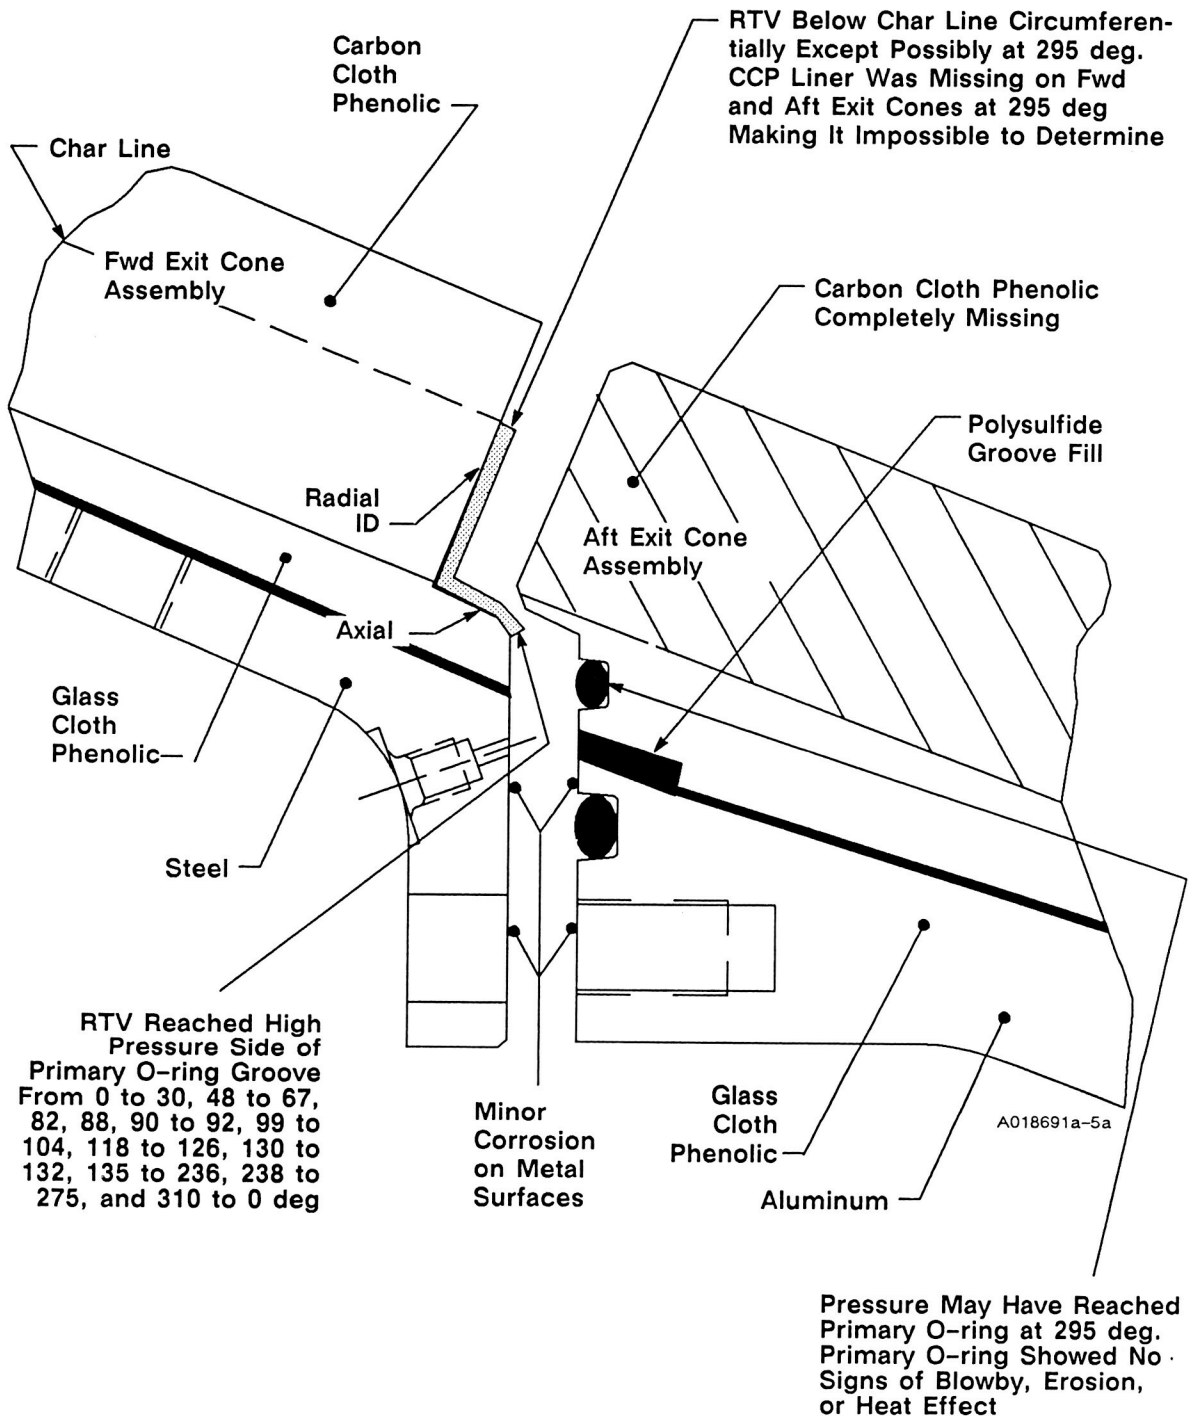 RTV Below Char Line Circumferen-
tially Except Possibly at 295 deg.
CCP Liner Was Missing on Fwd
and Aft Exit Cones at 295 deg
Making It Impossible to Determine
Carbon
Cloth
Phenolic
Char Line
Fwd Exit Cone
Assembly
Carbon Cloth Phenolic
Completely Missing
Polysulfide
Groove Fill
Radial
ID
Aft Exit Cone
Assembly
Axial
Glass
Cloth
Phenolic
Steel
RTV Reached High
Pressure Side of
Primary O-ring Groove
From 0 to 30, 48 to 67,
82, 88, 90 to 92, 99 to
104, 118 to 126, 130 to
132, 135 to 236, 238 to
275, and 310 to 0 deg
Minor
Corrosion
on Metal
Surfaces
Glass
Cloth
Phenolic
A018691a-5a
Aluminum
Pressure May Have Reached
Primary O-ring at 295 deg.
Primary O-ring Showed No
Signs of Blowby, Erosion,
or Heat Effect